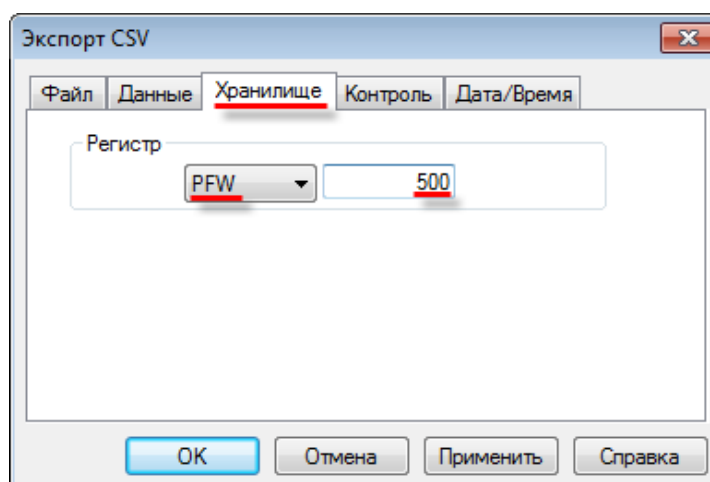 Экспорт CSV
Файл Данные Хранилище Контроль Дата/Время
Регистр
PFW 500
OK Отмена Применить Справка